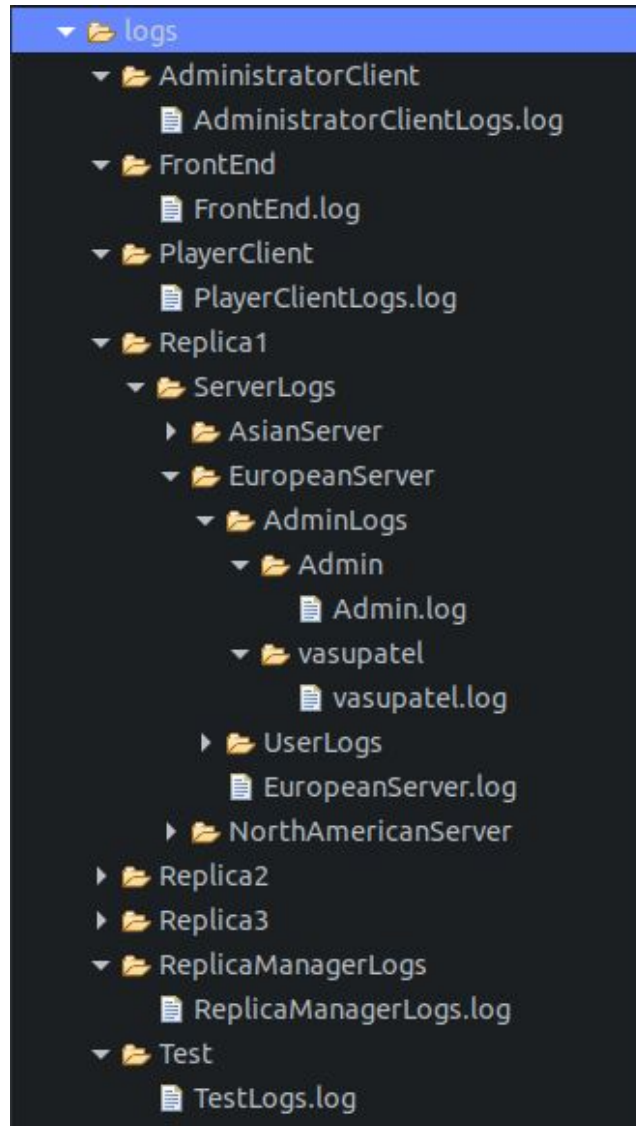 logs
AdministratorClient
AdministratorClientLogs.log
FrontEnd
FrontEnd.log
PlayerClient
PlayerClientLogs.log
Replica1
ServerLogs
AsianServer
EuropeanServer
AdminLogs
Admin
Admin.log
vasupatel
vasupatel.log
UserLogs
EuropeanServer.log
NorthAmericanServer
Replica2
Replica3
ReplicaManagerLogs
ReplicaManagerLogs.log
Test
TestLogs.log